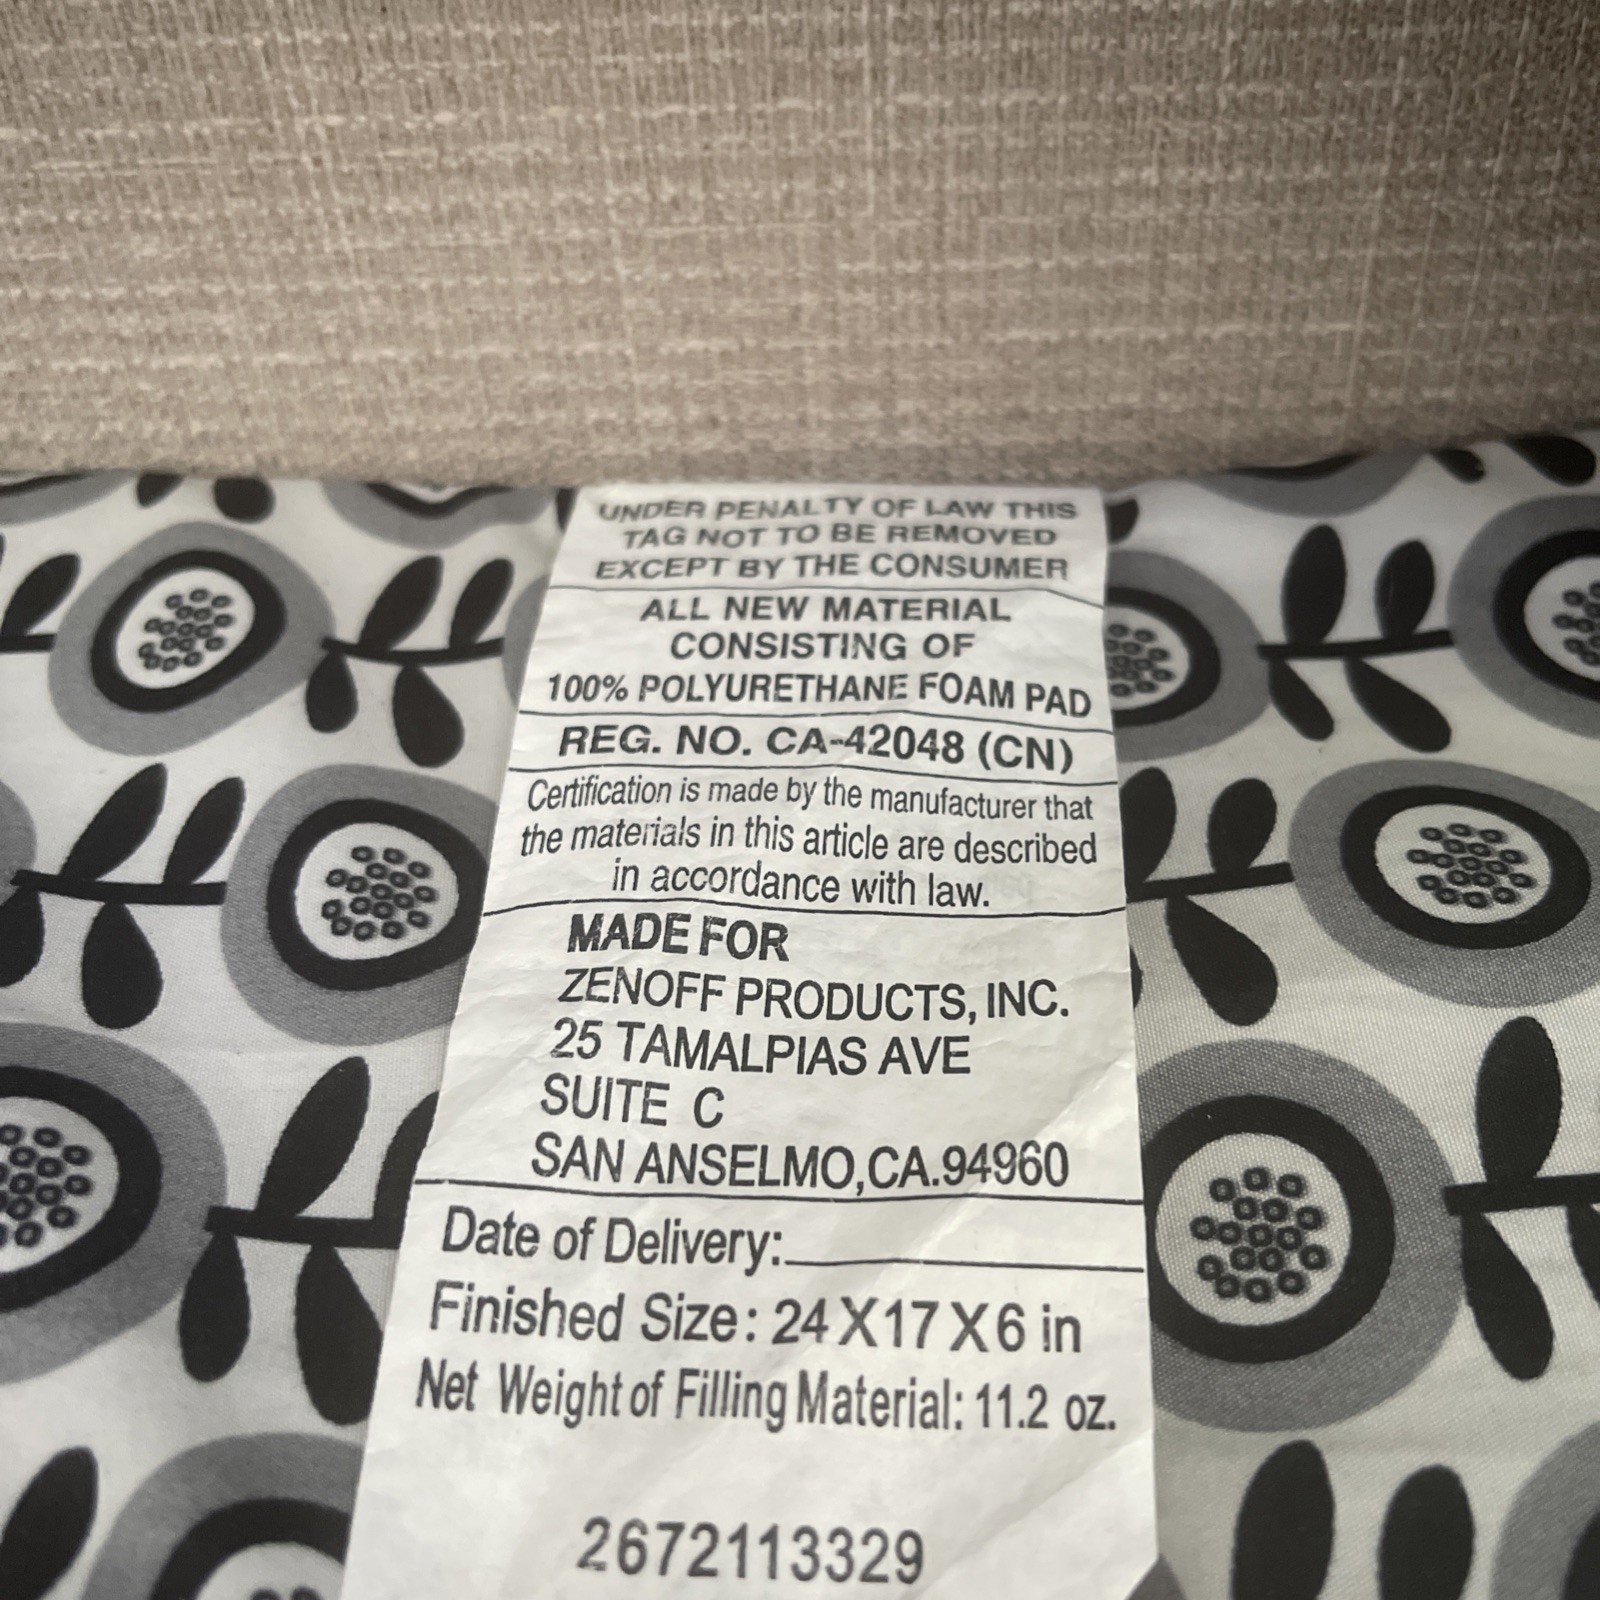 UNDER PENALTY OF LAW THIS
TAG NOT TO BE REMOVED
EXCEPT BY THE CONSUMER
ALL NEW MATERIAL
CONSISTING OF
100% POLYURETHANE FOAM PAD
REG. NO. CA-42048 (CN)
Certification is made by the manufacturer that
the materials in this article are described
in accordance with law.
MADE FOR
ZENOFF PRODUCTS, INC.
25 TAMALPIAS AVE
SUITE C
SAN ANSELMO,CA.94960
Date of Delivery:
Finished Size: 24 X 17 X 6 in
Net Weight of Filling Material: 11.2 oz.
2672113329